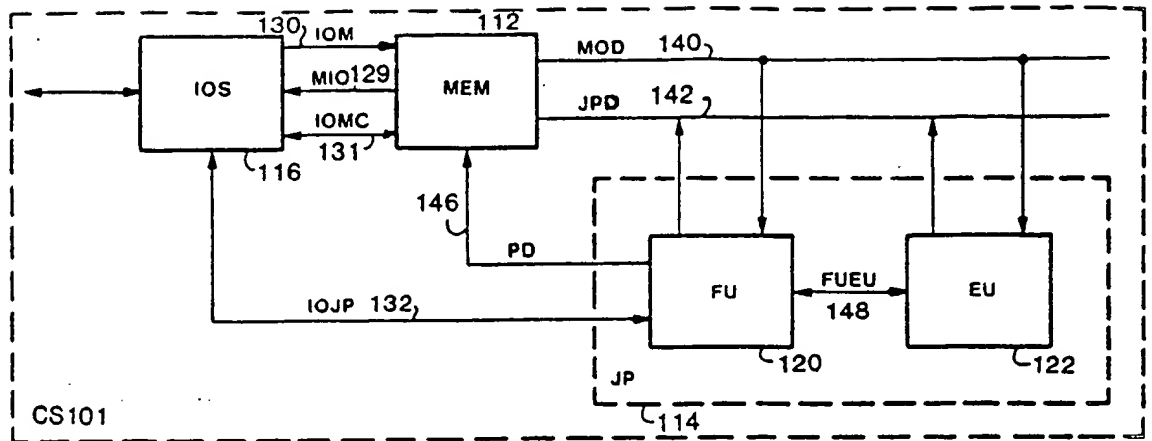 130 IOM
112
MOD 140
IOS
MIO 129
MEM
JPD 142
IOMC
131
116
146
PD
FU
FUEU
148
EU
IOJP 132
120
122
JP
CS101
114